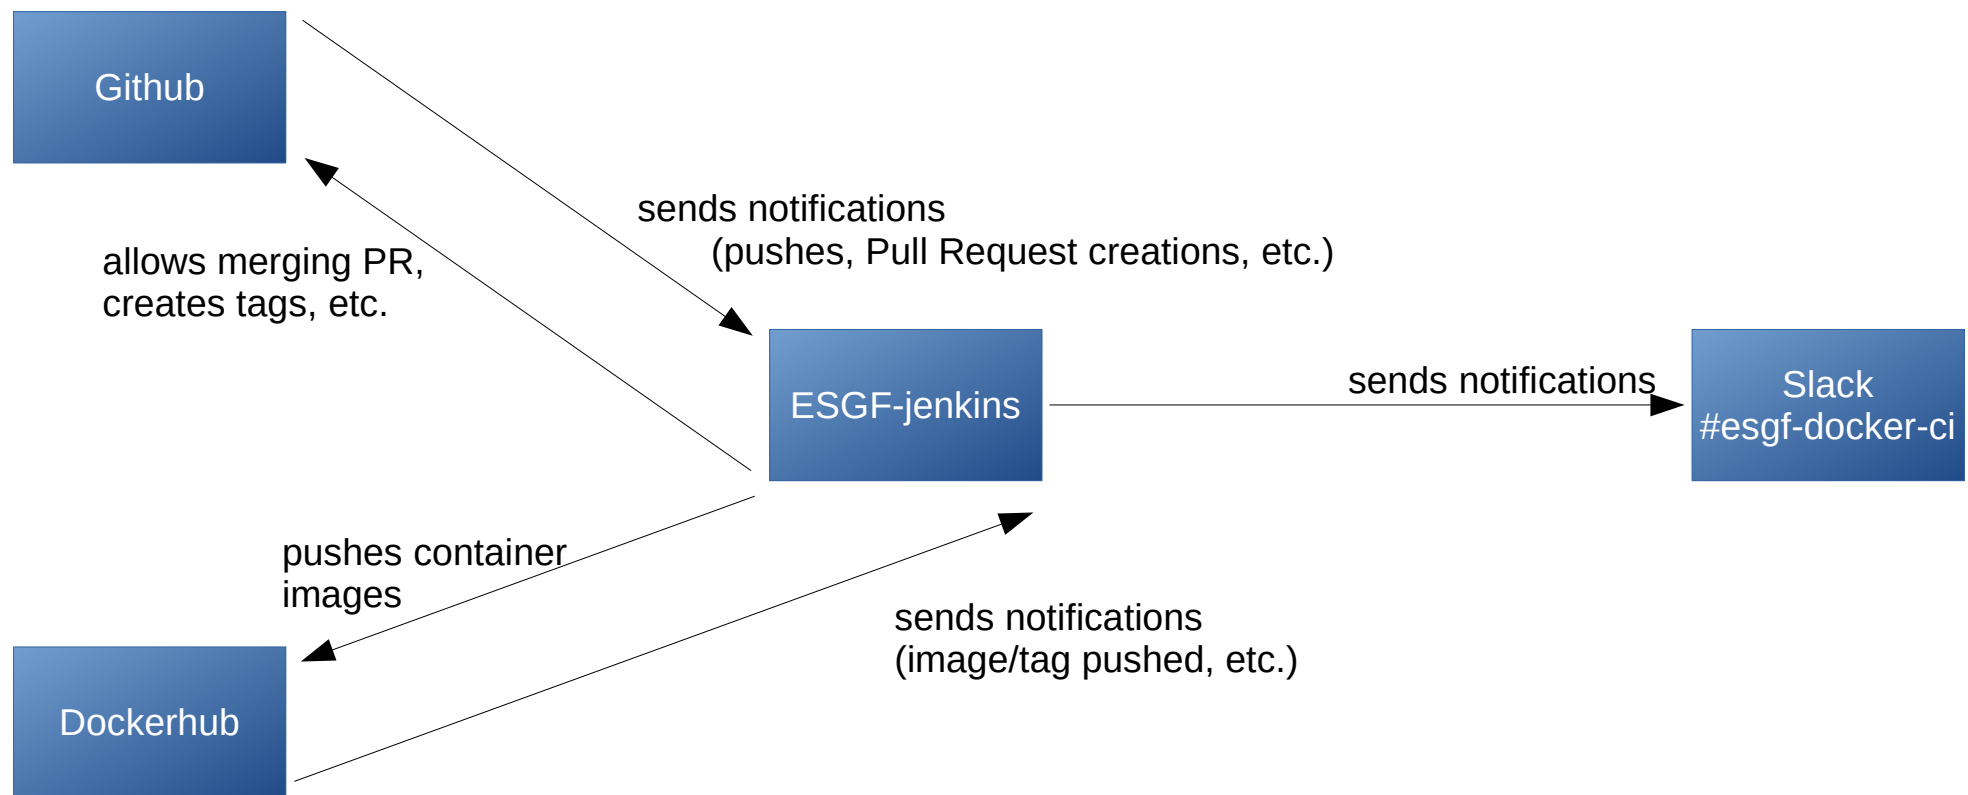 Github
sends notifications
(pushes, Pull Request creations, etc.)
allows merging PR,
creates tags, etc.
ESGF-jenkins
sends notifications
Slack
#esgf-docker-ci
pushes container
images
sends notifications
(image/tag pushed, etc.)
Dockerhub